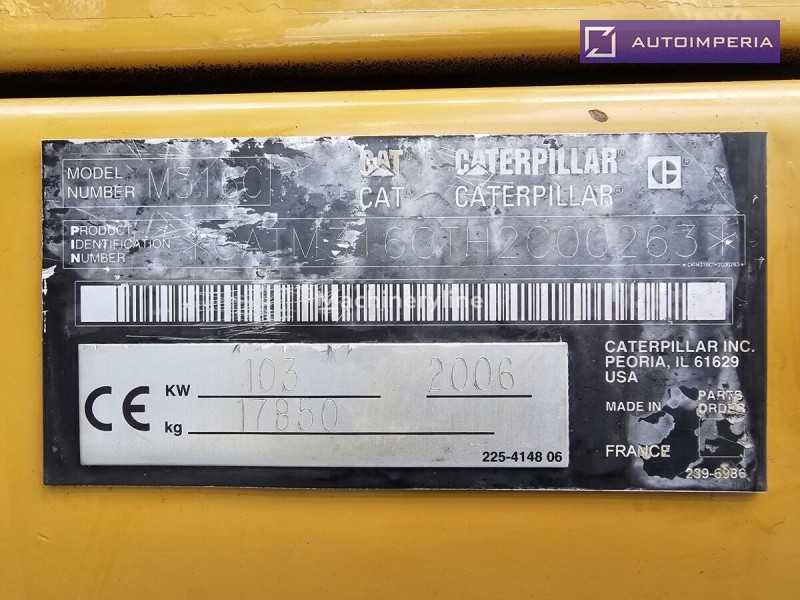 AUTOIMPERIA
MODEL NUMBER M316C
CAT CATERPILLAR
CAT® CATERPILLAR®
PRODUCT IDENTIFICATION NUMBER *CATM316CTH2C00263*
*CATM316CTH2C00263*
Machineryline
CE KW 103 2006
kg 17850
225-4148 06
CATERPILLAR INC.
PEORIA, IL 61629
USA
MADE IN
FRANCE
PARTS
ORDER
239-6986